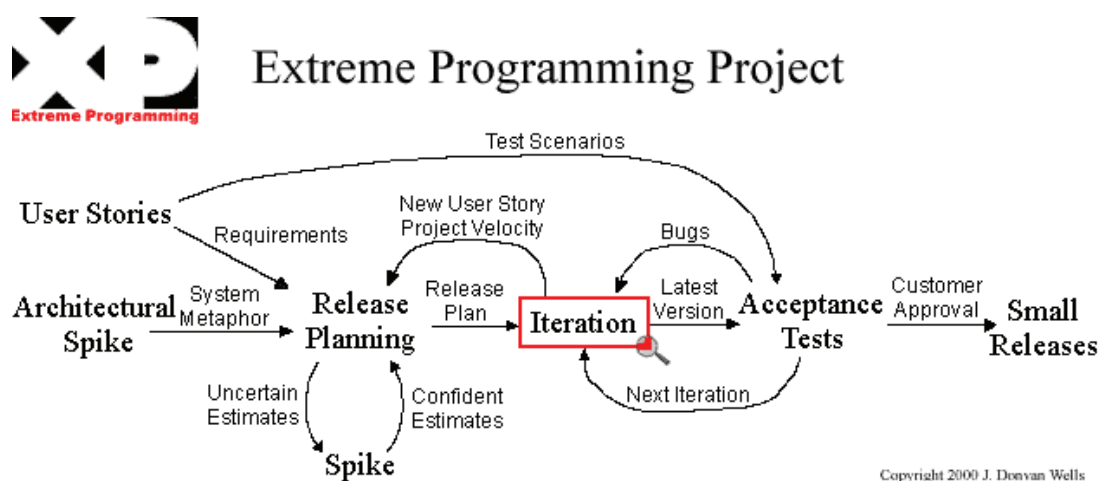 XP
Extreme Programming
Extreme Programming Project
Test Scenarios
User Stories
Requirements
New User Story
Project Velocity
Bugs
Architectural
Spike
System
Metaphor
Release
Planning
Release
Plan
Iteration
Latest
Version
Acceptance
Tests
Customer
Approval
Small
Releases
Uncertain
Estimates
Confident
Estimates
Next Iteration
Spike
Copyright 2000 J. Donvan Wells